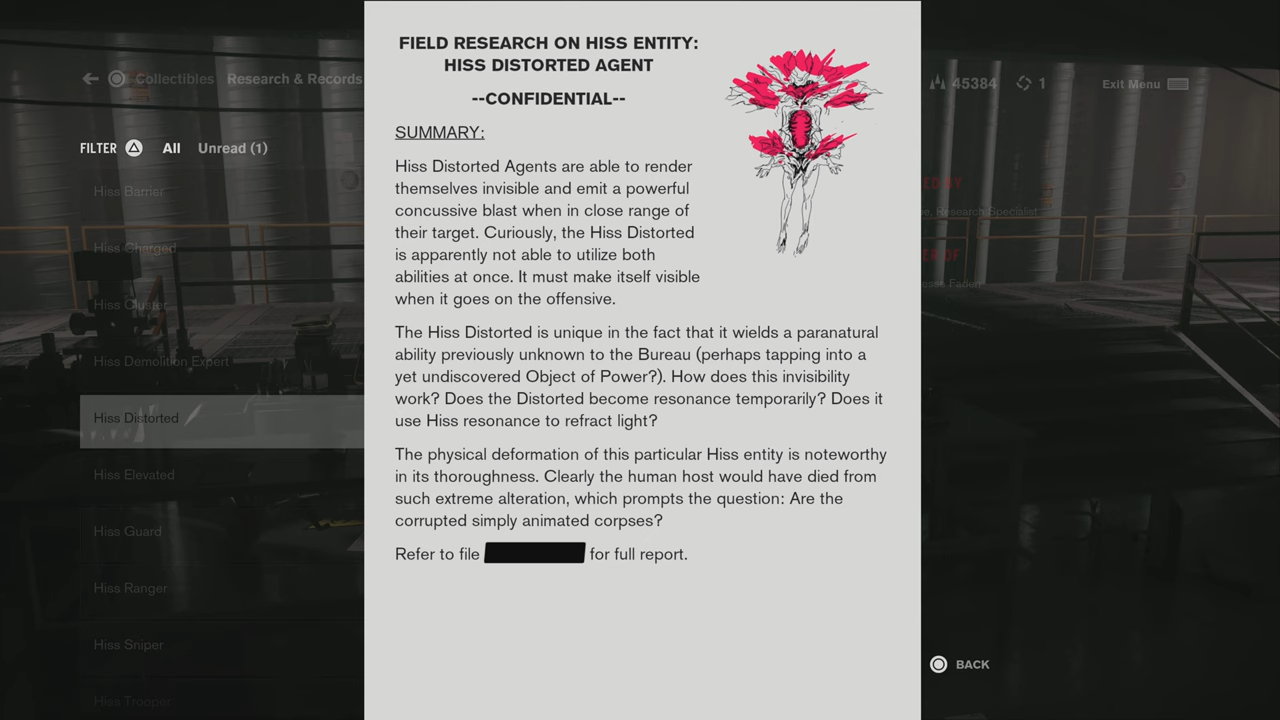 Collectibles Research & Records
45384 1 Exit Menu
FILTER All Unread (1)
Hiss Barrier
Hiss Charged
Hiss Cluster
Hiss Demolition Expert
Hiss Distorted
Hiss Elevated
Hiss Guard
Hiss Ranger
Hiss Sniper
Hiss Trooper
FIELD RESEARCH ON HISS ENTITY:
HISS DISTORTED AGENT
--CONFIDENTIAL--
SUMMARY:
Hiss Distorted Agents are able to render
themselves invisible and emit a powerful
concussive blast when in close range of
their target. Curiously, the Hiss Distorted
is apparently not able to utilize both
abilities at once. It must make itself visible
when it goes on the offensive.
The Hiss Distorted is unique in the fact that it wields a paranatural
ability previously unknown to the Bureau (perhaps tapping into a
yet undiscovered Object of Power?). How does this invisibility
work? Does the Distorted become resonance temporarily? Does it
use Hiss resonance to refract light?
The physical deformation of this particular Hiss entity is noteworthy
in its thoroughness. Clearly the human host would have died from
such extreme alteration, which prompts the question: Are the
corrupted simply animated corpses?
Refer to file for full report.
ED BY
Research Specialist
ER OF
Faden
BACK